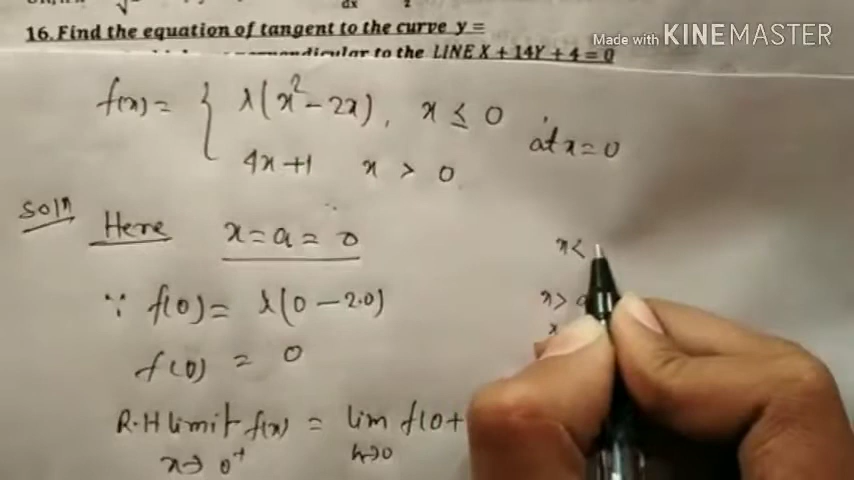 dx 2
16.Find the equation of tangent to the curve y =
to the LINE X + 14Y + 4 = 0
Made with KINEMASTER
f(x) = { λ(x² - 2x), x ≤ 0
4x+1 x > 0
at x = 0
Soln Here x = a = 0
x <
∵ f(0) = λ(0 - 2.0)
x >
x
f(0) = 0
R.H limit f(x) = lim f(0+
x→0⁺ h→0